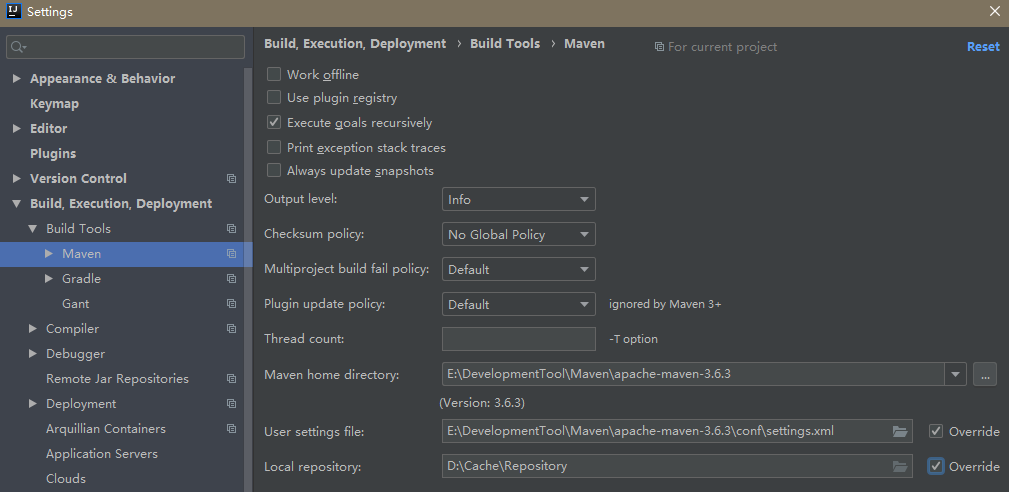 Settings
Build, Execution, Deployment › Build Tools › Maven For current project Reset
Appearance & Behavior
Keymap
Editor
Plugins
Version Control
Build, Execution, Deployment
Build Tools
Maven
Gradle
Gant
Compiler
Debugger
Remote Jar Repositories
Deployment
Arquillian Containers
Application Servers
Clouds
Work offline
Use plugin registry
Execute goals recursively
Print exception stack traces
Always update snapshots
Output level: Info
Checksum policy: No Global Policy
Multiproject build fail policy: Default
Plugin update policy: Default ignored by Maven 3+
Thread count: -T option
Maven home directory: E:\DevelopmentTool\Maven\apache-maven-3.6.3 ...
(Version: 3.6.3)
User settings file: E:\DevelopmentTool\Maven\apache-maven-3.6.3\conf\settings.xml Override
Local repository: D:\Cache\Repository Override